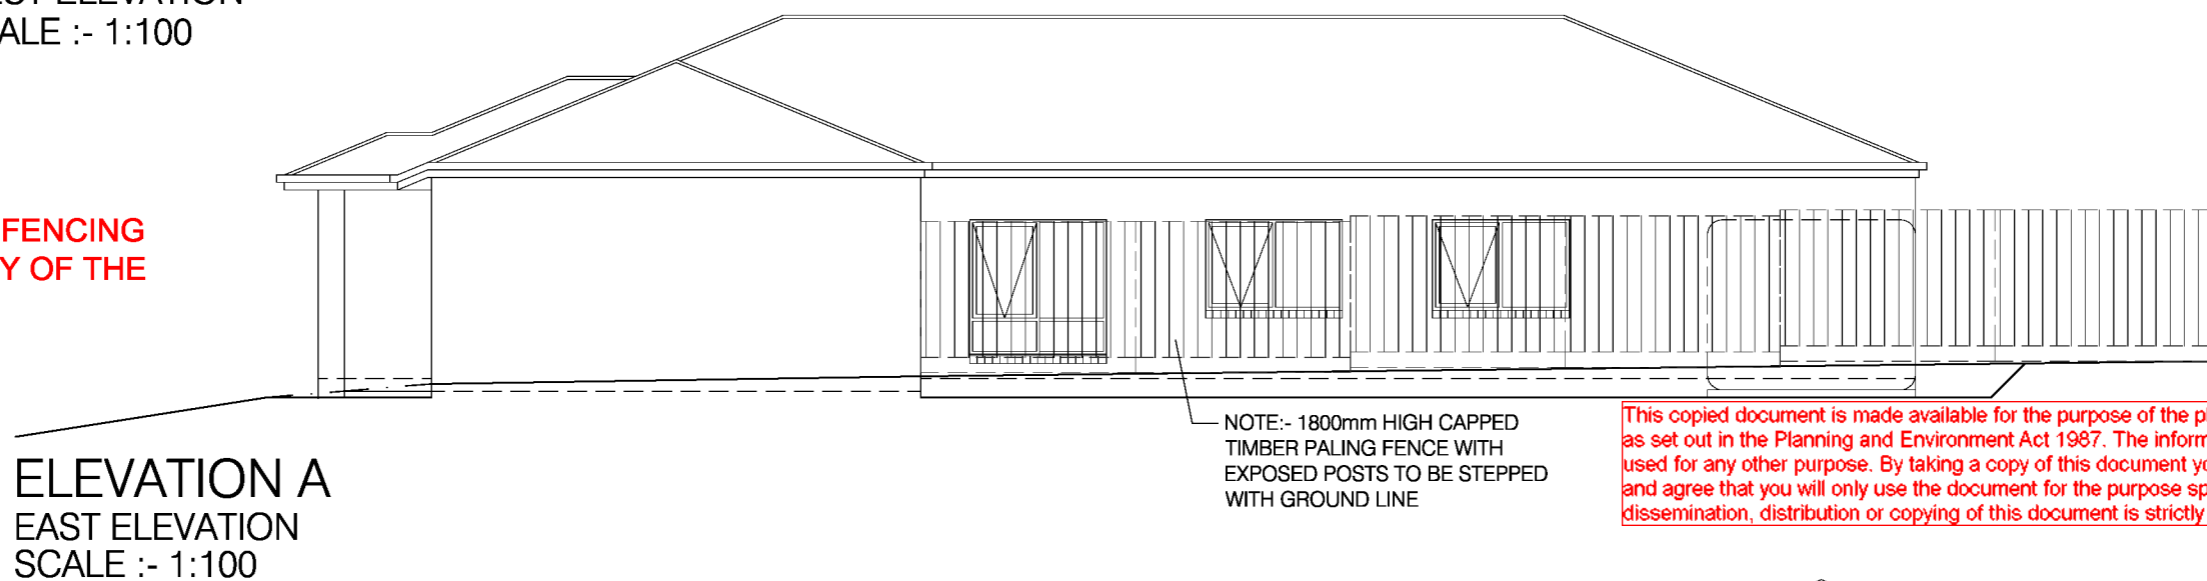 SCALE :- 1:100
FENCING
Y OF THE
NOTE:- 1800mm HIGH CAPPED
TIMBER PALING FENCE WITH
EXPOSED POSTS TO BE STEPPED
WITH GROUND LINE
This copied document is made available for the purpose of the
as set out in the Planning and Environment Act 1987. The
used for any other purpose. By taking a copy of this document
and agree that you will only use the document for the purpose
dissemination, distribution or copying of this document is strictly
ELEVATION A
EAST ELEVATION
SCALE :- 1:100